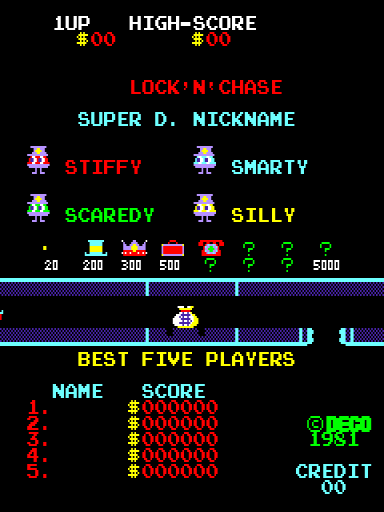 1UP HIGH-SCORE
$00 $00
LOCK'N'CHASE
SUPER D. NICKNAME
STIFFY SMARTY
SCAREDY SILLY
? ? ?
? ? ?
20 200 300 500 5000
BEST FIVE PLAYERS
NAME SCORE
1. $000000
2. $000000
3. $000000
4. $000000
5. $000000
©DECO
1981
CREDIT
00